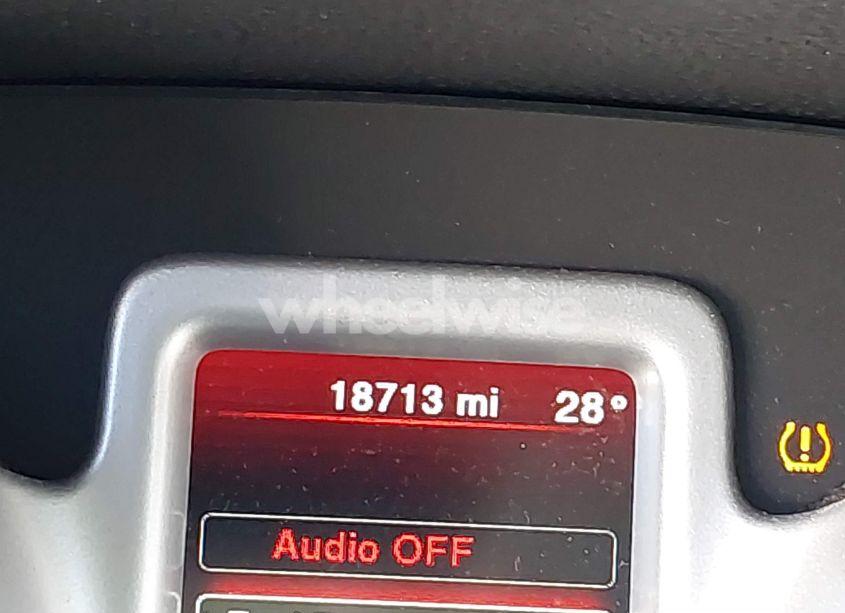 wheelwise
18713 mi 28°
Audio OFF